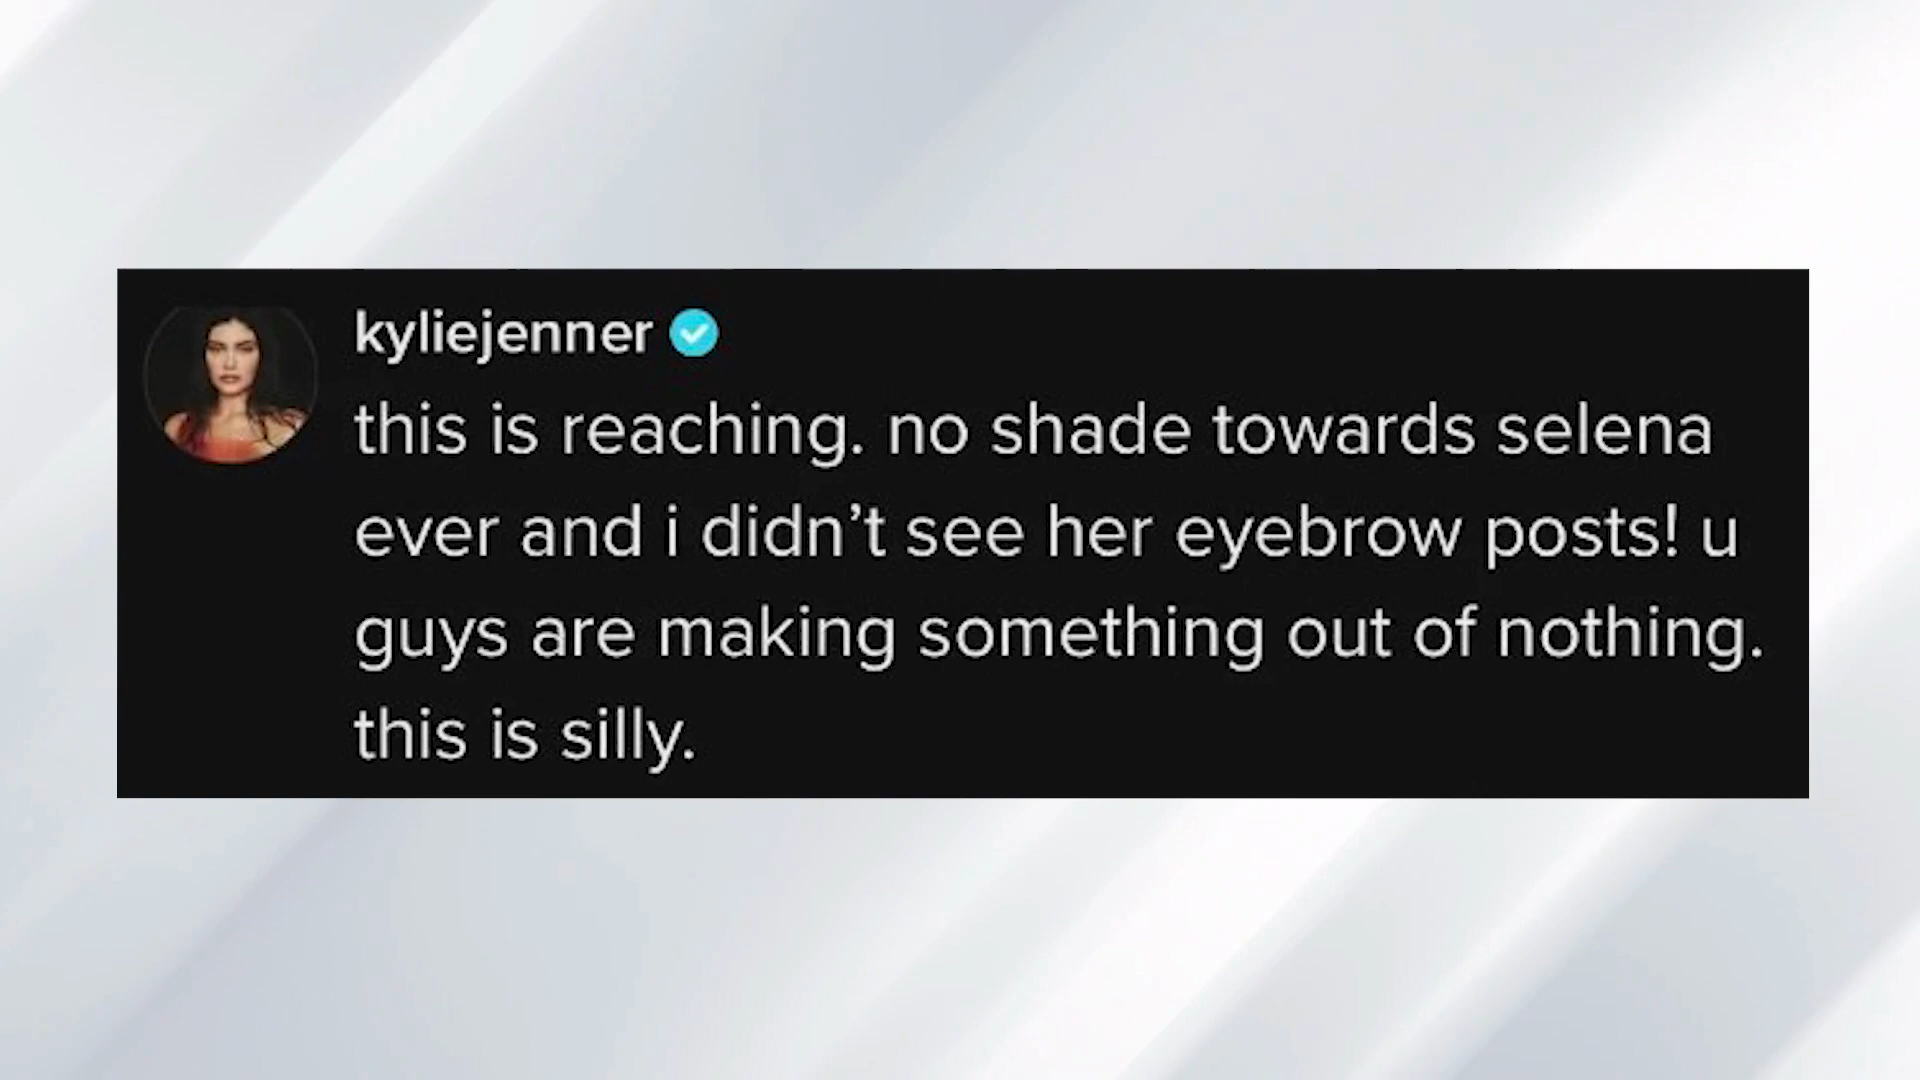 kyliejenner
this is reaching. no shade towards selena
ever and i didn’t see her eyebrow posts! u
guys are making something out of nothing.
this is silly.